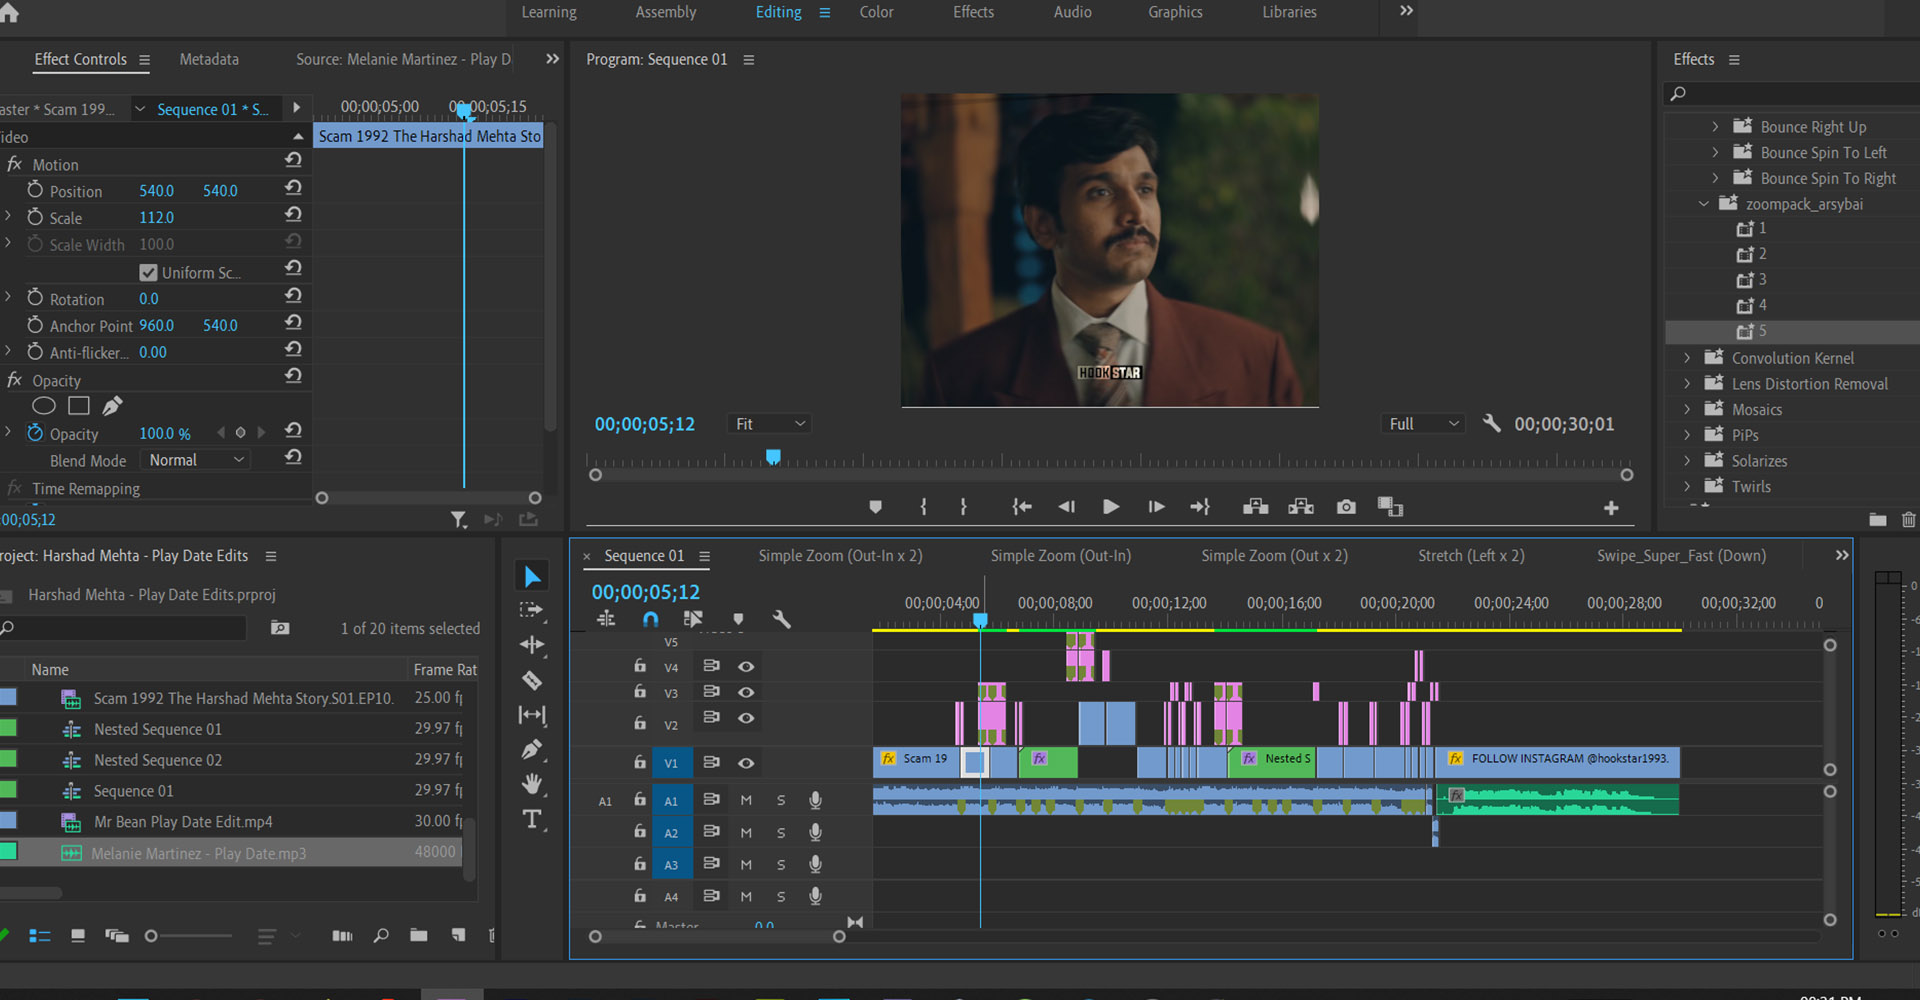 Learning Assembly Editing Color Effects Audio Graphics Libraries
Effect Controls Metadata Source: Melanie Martinez - Play D
Program: Sequence 01
Effects
aster * Scam 199... Sequence 01 * S...
00;00;05;00 00;00;05;15
ideo
Scam 1992 The Harshad Mehta Sto
fx Motion
Position 540.0 540.0
Scale 112.0
Scale Width 100.0
Uniform Sc...
Rotation 0.0
Anchor Point 960.0 540.0
Anti-flicker... 0.00
fx Opacity
Opacity 100.0 %
Blend Mode Normal
fx Time Remapping
00;05;12
HOOK STAR
00;00;05;12 Fit Full 00;00;30;01
Bounce Right Up
Bounce Spin To Left
Bounce Spin To Right
zoompack_arsybai
1
2
3
4
5
Convolution Kernel
Lens Distortion Removal
Mosaics
PiPs
Solarizes
Twirls
roject: Harshad Mehta - Play Date Edits
Harshad Mehta - Play Date Edits.prproj
1 of 20 items selected
Name Frame Rat
Scam 1992 The Harshad Mehta Story.S01.EP10. 25.00 f
Nested Sequence 01 29.97 f
Nested Sequence 02 29.97 f
Sequence 01 29.97 f
Mr Bean Play Date Edit.mp4 30.00 f
Melanie Martinez - Play Date.mp3 48000
Sequence 01 Simple Zoom (Out-In x 2) Simple Zoom (Out-In) Simple Zoom (Out x 2) Stretch (Left x 2) Swipe_Super_Fast (Down)
00;00;05;12
00;00;04;00 00;00;08;00 00;00;12;00 00;00;16;00 00;00;20;00 00;00;24;00 00;00;28;00 00;00;32;00 0
V5
V4
V3
V2
V1
fx Scam 19 fx fx Nested S fx FOLLOW INSTAGRAM @hookstar1993.
A1 A1 M S fx
A2 M S
A3 M S
A4 M S
Master 0.0